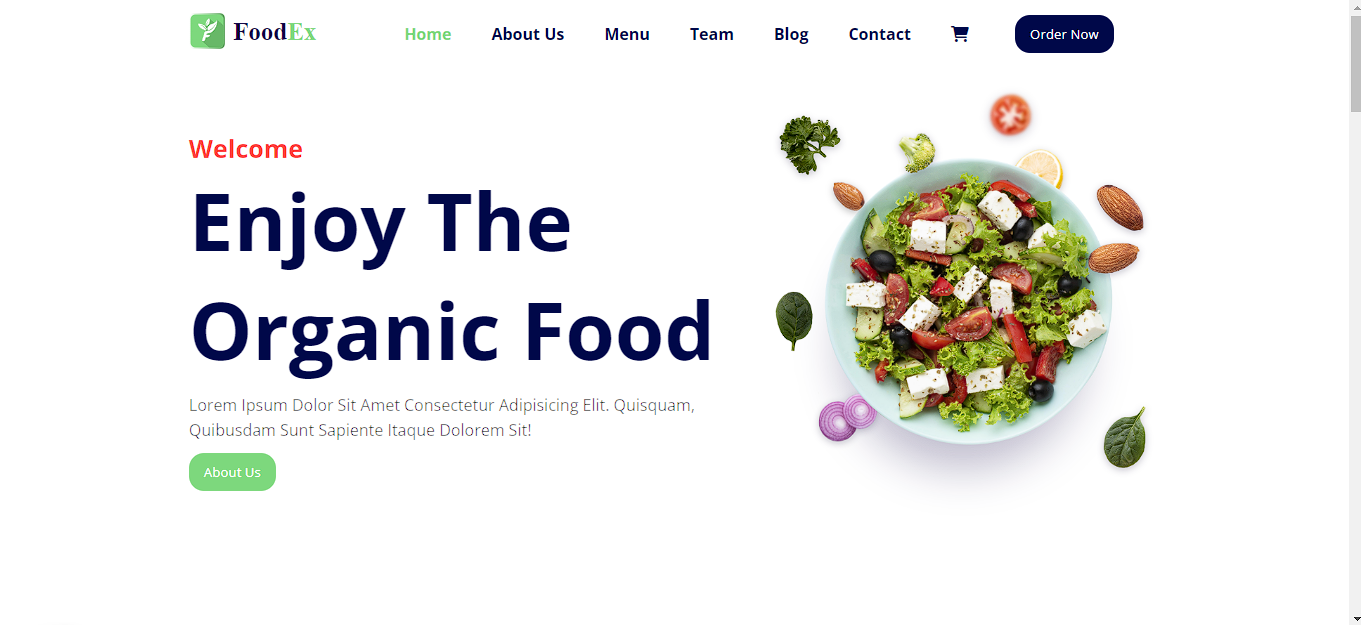 FoodEx
Home About Us Menu Team Blog Contact Order Now
Welcome
Enjoy The
Organic Food
Lorem Ipsum Dolor Sit Amet Consectetur Adipisicing Elit. Quisquam,
Quibusdam Sunt Sapiente Itaque Dolorem Sit!
About Us